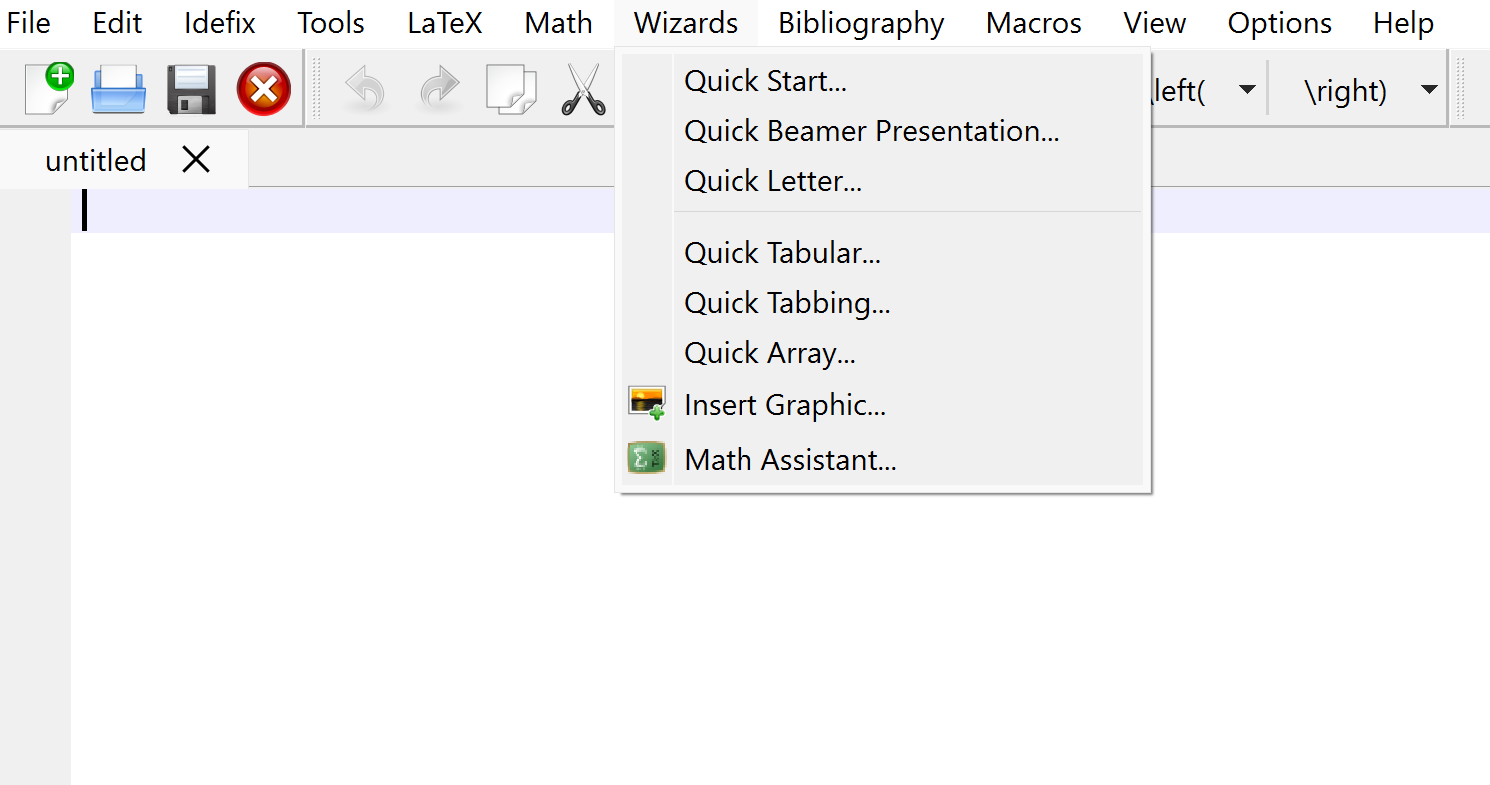 File Edit Idefix Tools LaTeX Math Wizards Bibliography Macros View Options Help
\left( \right)
untitled
Quick Start...
Quick Beamer Presentation...
Quick Letter...
Quick Tabular...
Quick Tabbing...
Quick Array...
Insert Graphic...
Math Assistant...